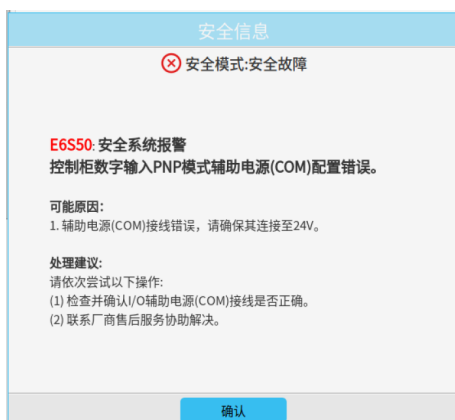 安全信息
安全模式:安全故障
E6S50: 安全系统报警
控制柜数字输入PNP模式辅助电源(COM)配置错误。
可能原因:
1. 辅助电源(COM)接线错误，请确保其连接至24V。
处理建议:
请依次尝试以下操作:
(1) 检查并确认I/O辅助电源(COM)接线是否正确。
(2) 联系厂商售后服务协助解决。
确认